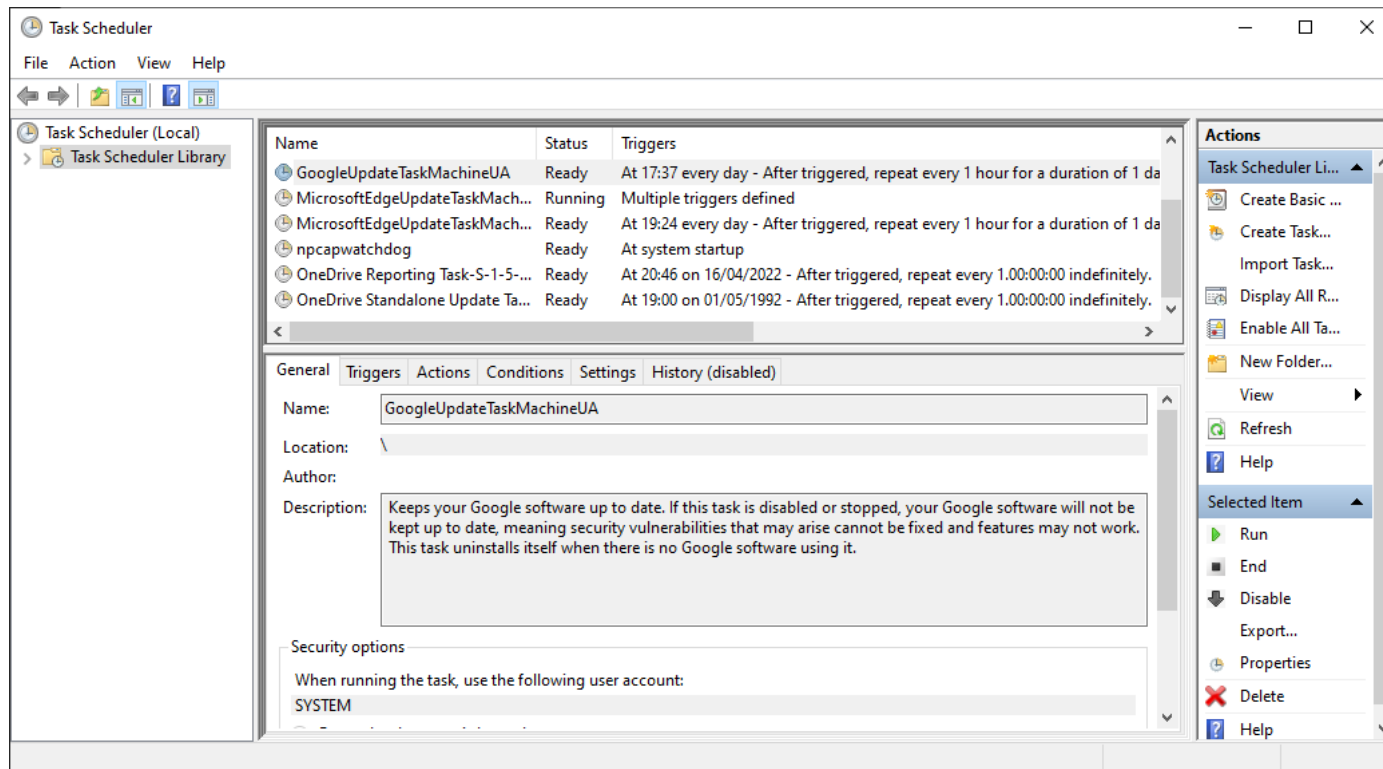 Task Scheduler
File Action View Help
Task Scheduler (Local)
Task Scheduler Library
Name Status Triggers
GoogleUpdateTaskMachineUA Ready At 17:37 every day - After triggered, repeat every 1 hour for a duration of 1 da
MicrosoftEdgeUpdateTaskMach... Running Multiple triggers defined
MicrosoftEdgeUpdateTaskMach... Ready At 19:24 every day - After triggered, repeat every 1 hour for a duration of 1 da
npcapwatchdog Ready At system startup
OneDrive Reporting Task-S-1-5-... Ready At 20:46 on 16/04/2022 - After triggered, repeat every 1.00:00:00 indefinitely.
OneDrive Standalone Update Ta... Ready At 19:00 on 01/05/1992 - After triggered, repeat every 1.00:00:00 indefinitely.
General Triggers Actions Conditions Settings History (disabled)
Name: GoogleUpdateTaskMachineUA
Location: \
Author:
Description: Keeps your Google software up to date. If this task is disabled or stopped, your Google software will not be
kept up to date, meaning security vulnerabilities that may arise cannot be fixed and features may not work.
This task uninstalls itself when there is no Google software using it.
Security options
When running the task, use the following user account:
SYSTEM
Actions
Task Scheduler Li...
Create Basic ...
Create Task...
Import Task...
Display All R...
Enable All Ta...
New Folder...
View
Refresh
Help
Selected Item
Run
End
Disable
Export...
Properties
Delete
Help